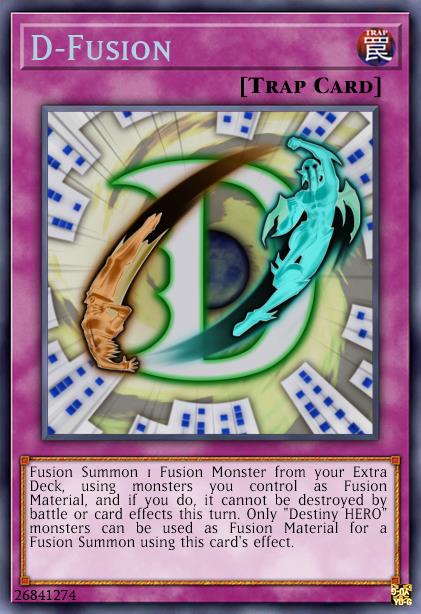 D-Fusion
TRAP
罠
[Trap Card]
D
Fusion Summon 1 Fusion Monster from your Extra
Deck, using monsters you control as Fusion
Material, and if you do, it cannot be destroyed by
battle or card effects this turn. Only "Destiny HERO"
monsters can be used as Fusion Material for a
Fusion Summon using this card's effect.
26841274